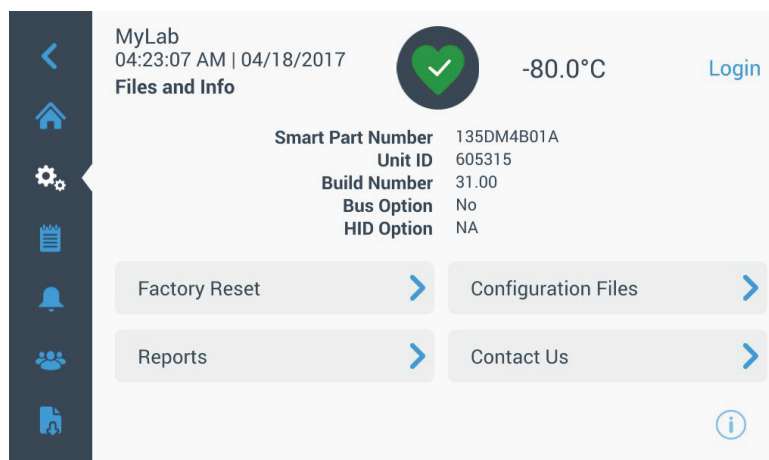 MyLab
04:23:07 AM | 04/18/2017
Files and Info
-80.0°C
Login
Smart Part Number 135DM4B01A
Unit ID 605315
Build Number 31.00
Bus Option No
HID Option NA
Factory Reset
Configuration Files
Reports
Contact Us